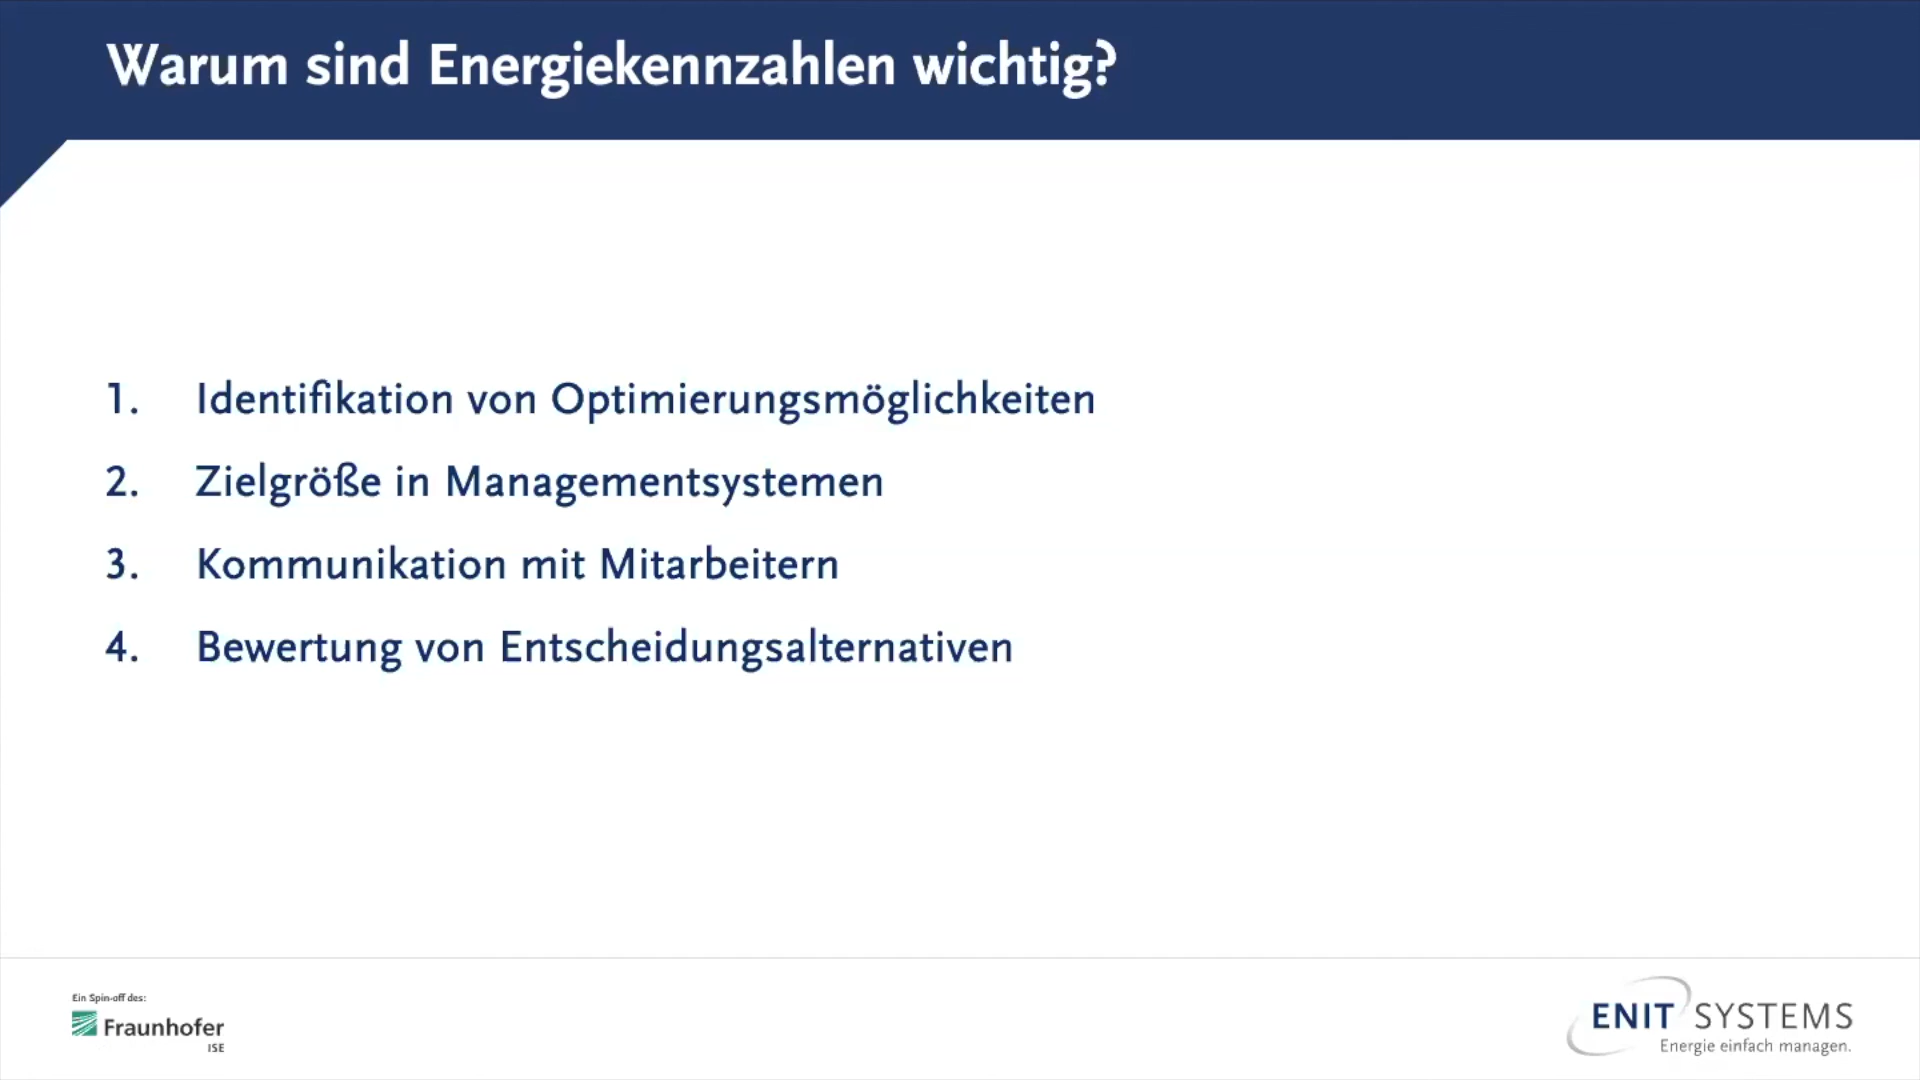 Warum sind Energiekennzahlen wichtig?
1. Identifikation von Optimierungsmöglichkeiten
2. Zielgröße in Managementsystemen
3. Kommunikation mit Mitarbeitern
4. Bewertung von Entscheidungsalternativen
Ein Spin-off des:
Fraunhofer
ISE
ENIT SYSTEMS
Energie einfach managen.